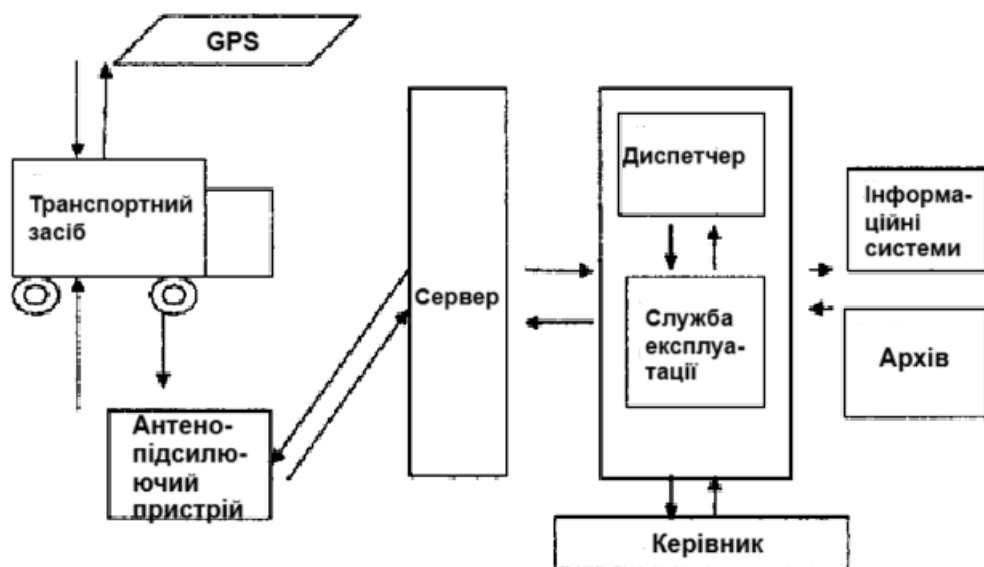 GPS
Транспортний
засіб
Антено-
підсилю-
ючий
пристрій
Сервер
Диспетчер
Служба
експлуа-
тації
Інформа-
ційні
системи
Архів
Керівник